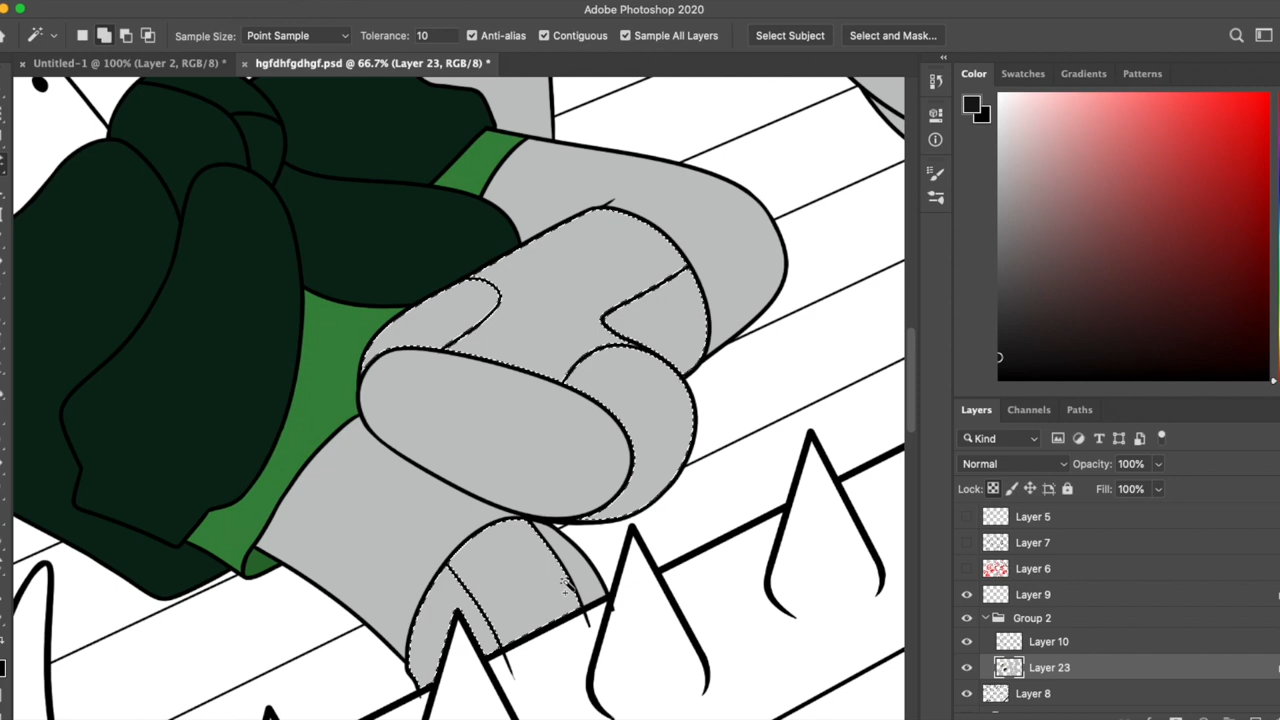 Adobe Photoshop 2020
Sample Size: Point Sample Tolerance: 10 Anti-alias Contiguous Sample All Layers Select Subject Select and Mask...
× Untitled-1 @ 100% (Layer 2, RGB/8) * × hgfdhfgdhgf.psd @ 66.7% (Layer 23, RGB/8) *
Color Swatches Gradients Patterns
Layers Channels Paths
Kind
Normal Opacity: 100%
Lock: Fill: 100%
Layer 5
Layer 7
Layer 6
Layer 9
Group 2
Layer 10
Layer 23
Layer 8